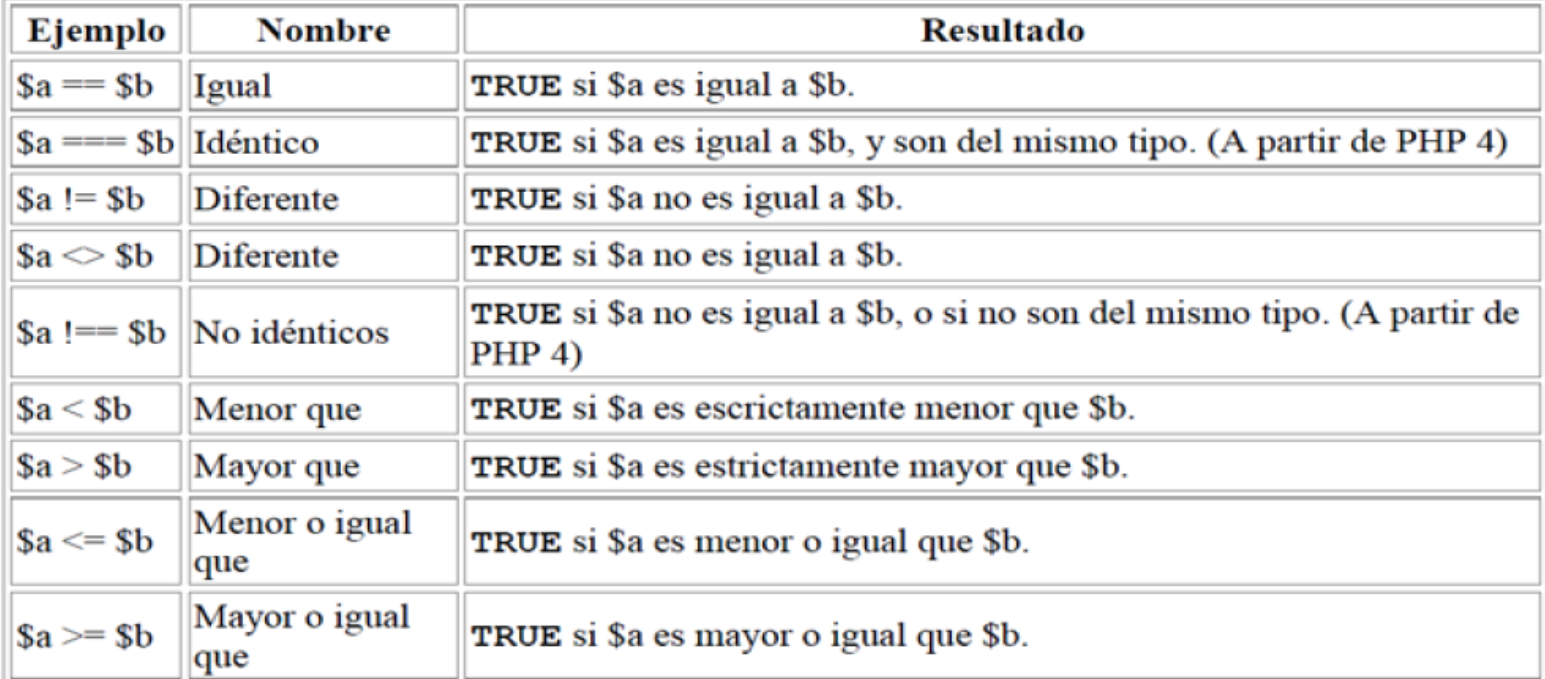 Ejemplo Nombre Resultado
$a == $b Igual TRUE si $a es igual a $b.
$a === $b Idéntico TRUE si $a es igual a $b, y son del mismo tipo. (A partir de PHP 4)
$a != $b Diferente TRUE si $a no es igual a $b.
$a <> $b Diferente TRUE si $a no es igual a $b.
$a !== $b No idénticos TRUE si $a no es igual a $b, o si no son del mismo tipo. (A partir de
PHP 4)
$a < $b Menor que TRUE si $a es escrictamente menor que $b.
$a > $b Mayor que TRUE si $a es estrictamente mayor que $b.
$a <= $b Menor o igual
que TRUE si $a es menor o igual que $b.
$a >= $b Mayor o igual
que TRUE si $a es mayor o igual que $b.